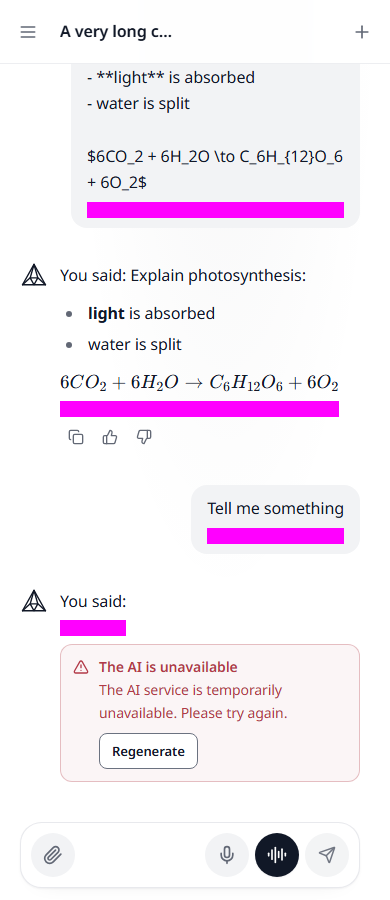 A very long c...
- **light** is absorbed
- water is split
$6CO_2 + 6H_2O \to C_6H_{12}O_6
+ 6O_2$
You said: Explain photosynthesis:
• light is absorbed
• water is split
6CO₂ + 6H₂O → C₆H₁₂O₆ + 6O₂
Tell me something
You said:
The AI is unavailable
The AI service is temporarily
unavailable. Please try again.
Regenerate